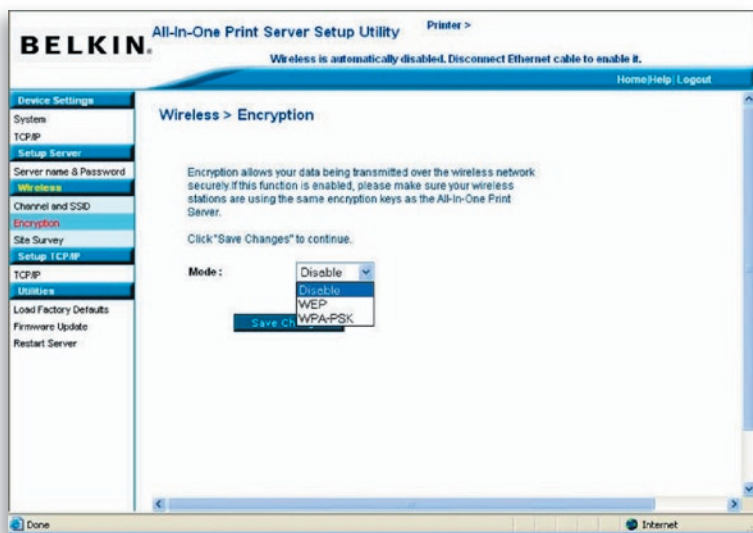 BELKIN.
All-In-One Print Server Setup Utility
Printer >
Wireless is automatically disabled. Disconnect Ethernet cable to enable it.
Home|Help| Logout
Device Settings
System
TCP/IP
Setup Server
Server name & Password
Wireless
Channel and SSID
Encryption
Site Survey
Setup TCP/IP
TCP/IP
Utilities
Load Factory Defaults
Firmware Update
Restart Server
Wireless > Encryption
Encryption allows your data being transmitted over the wireless network
securely.If this function is enabled, please make sure your wireless
stations are using the same encryption keys as the All-In-One Print
Server.
Click"Save Changes" to continue.
Mode :
Disable
Disable
WEP
WPA-PSK
Save
Done
Internet